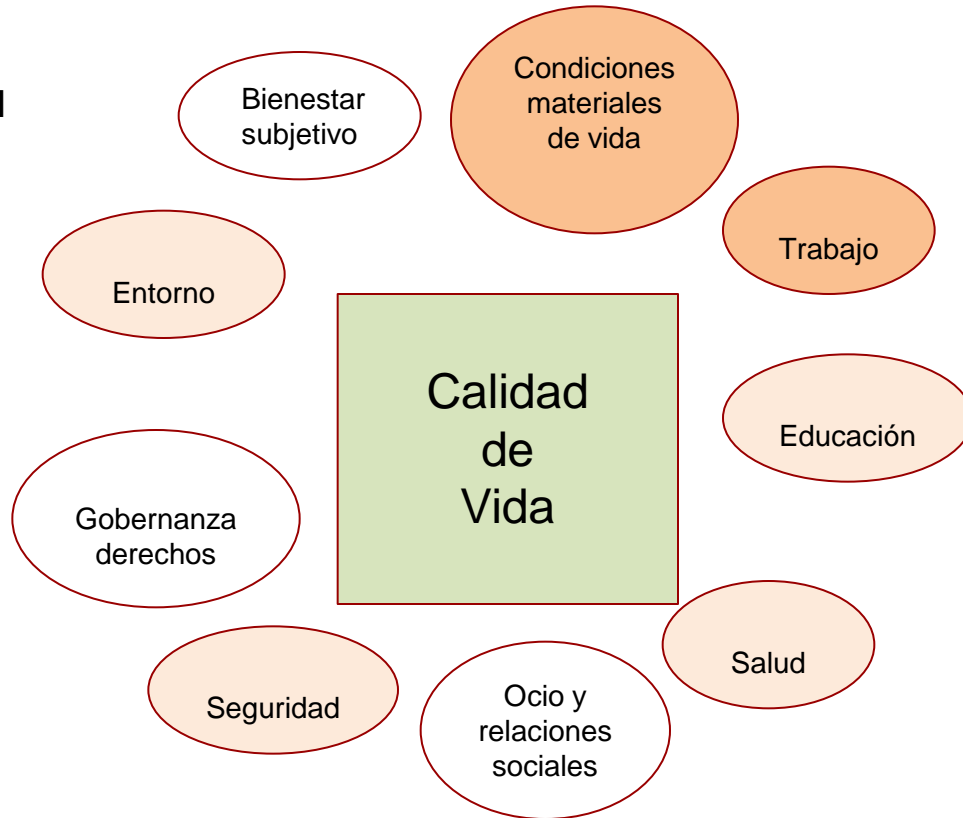 Condiciones
materiales
de vida
Bienestar
subjetivo
Trabajo
Entorno
Calidad
de
Vida
Educación
Gobernanza
derechos
Salud
Seguridad
Ocio y
relaciones
sociales